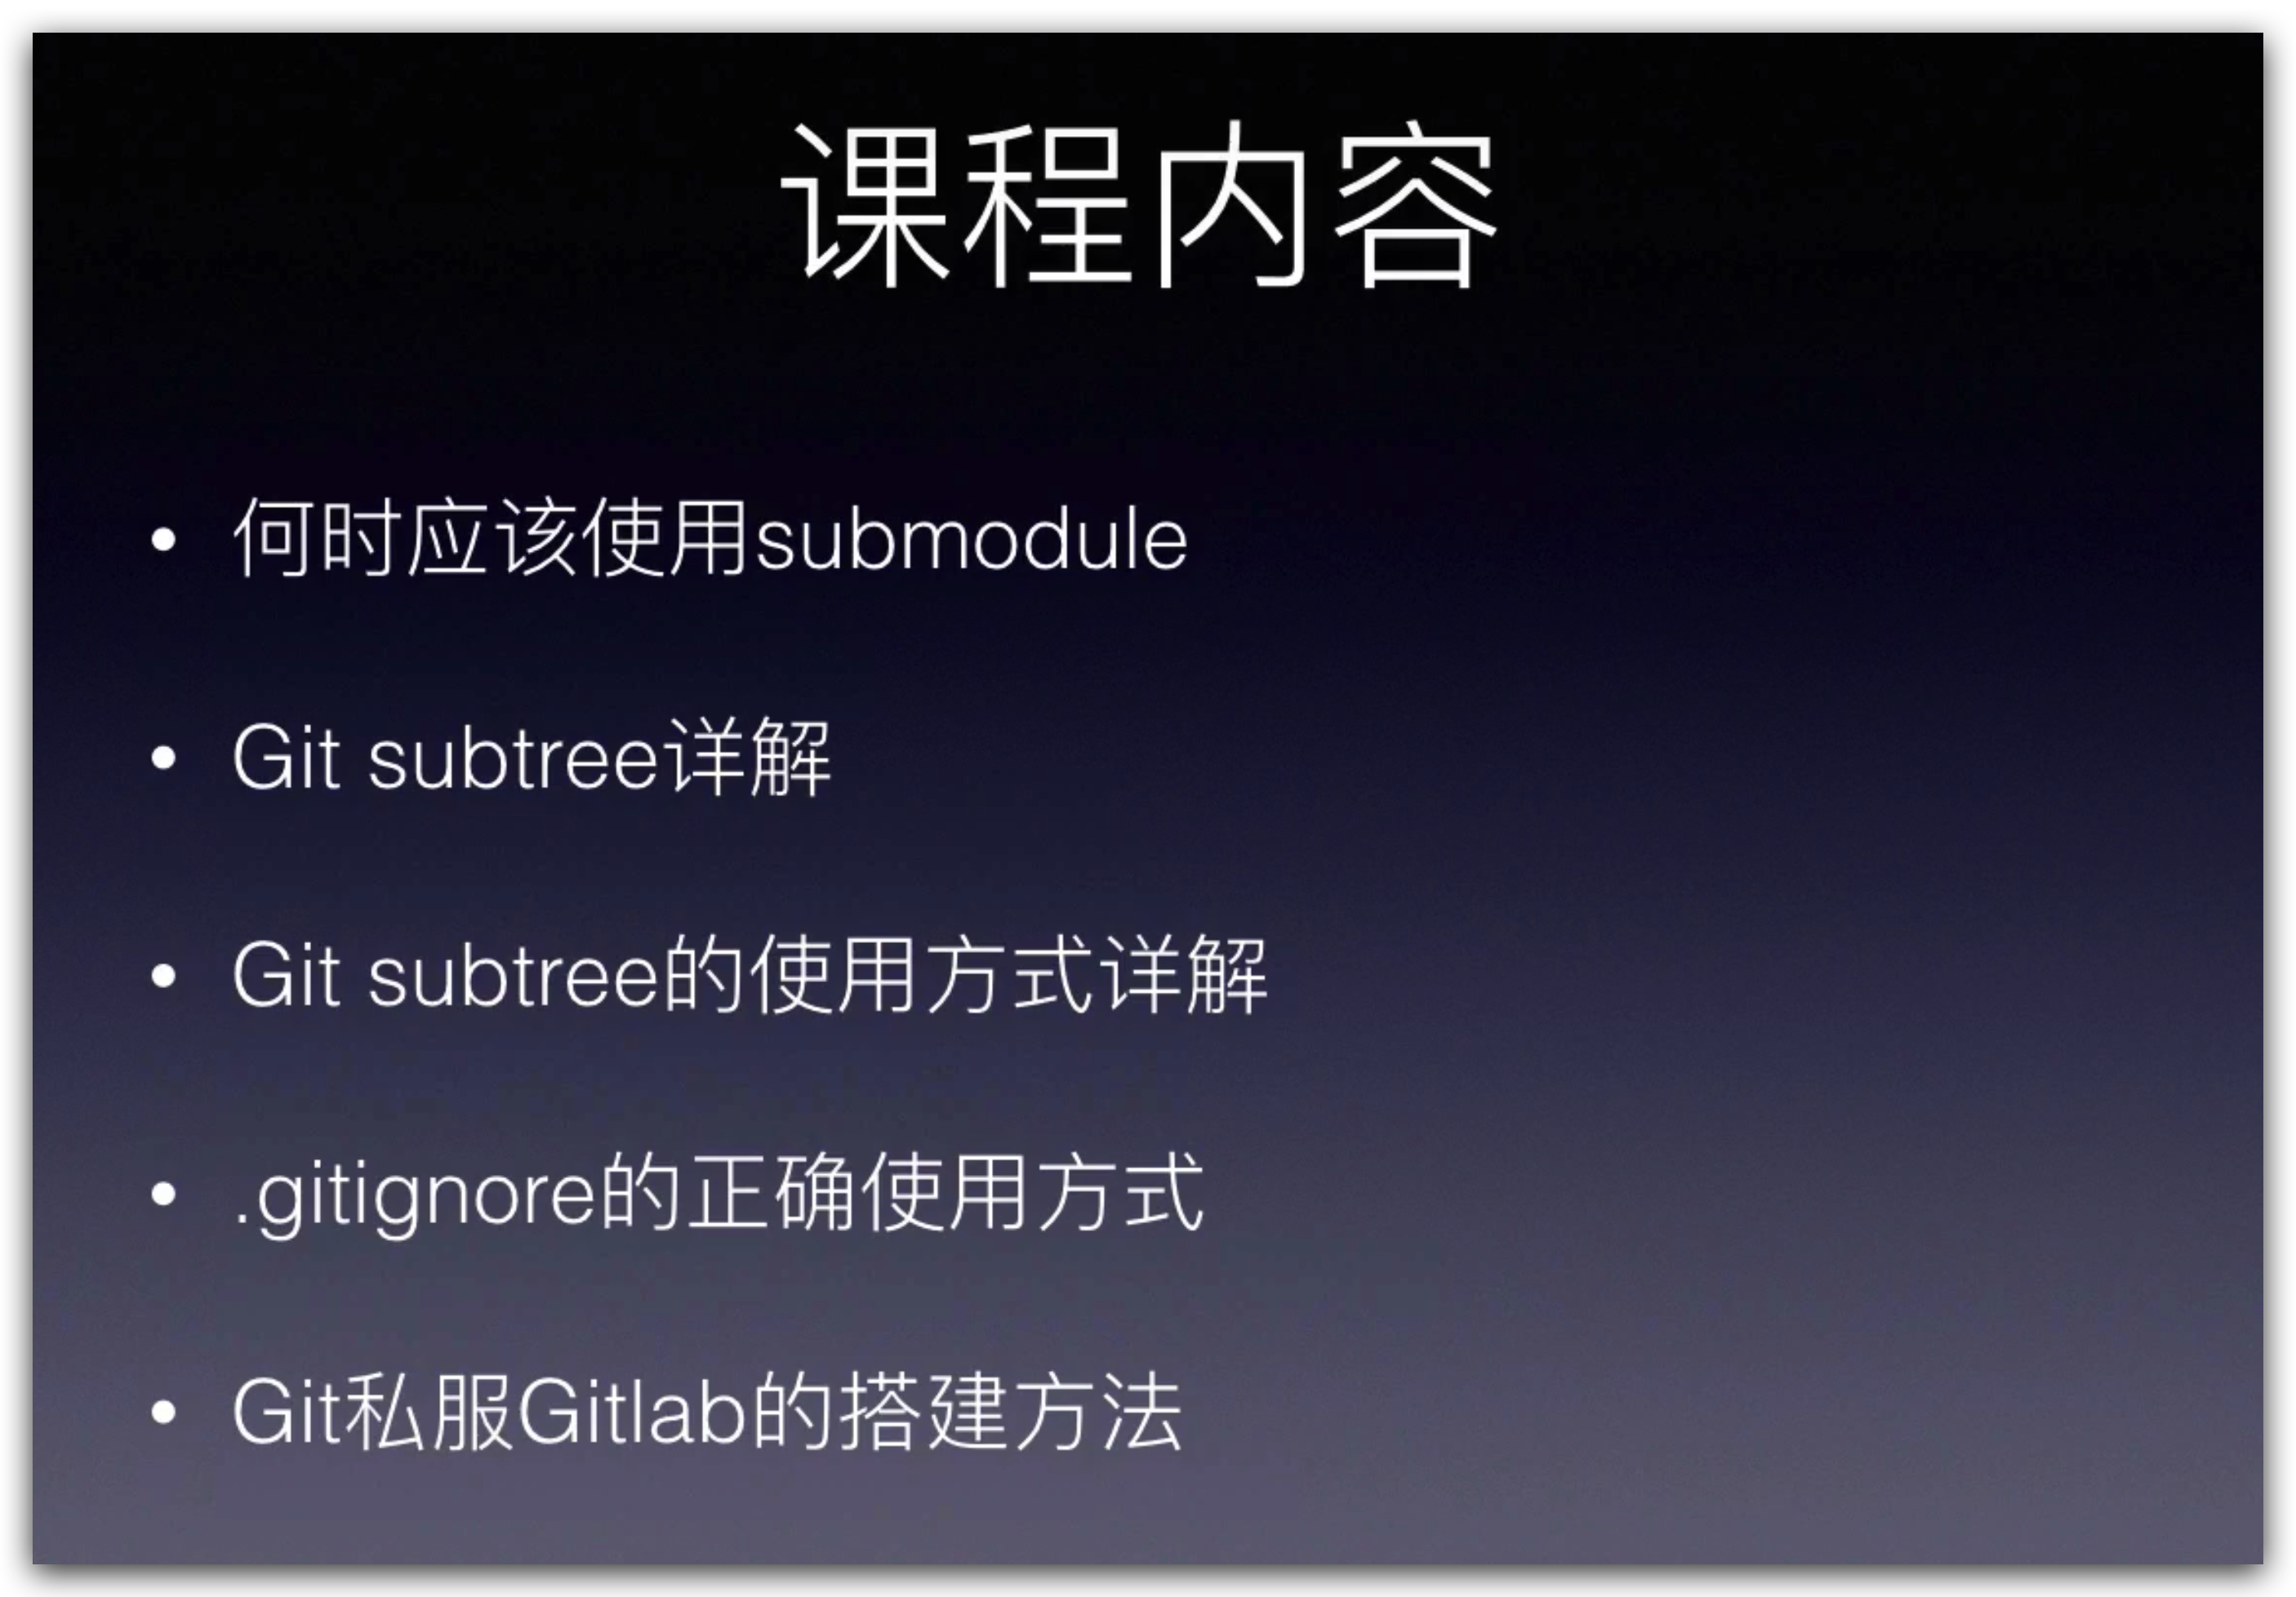 课程内容
• 何时应该使用submodule
• Git subtree详解
• Git subtree的使用方式详解
• .gitignore的正确使用方式
• Git私服Gitlab的搭建方法